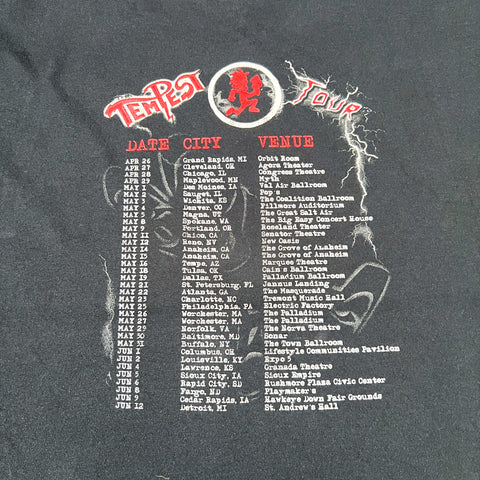 TEMPEST TOUR
DATE CITY VENUE
APR 26 Grand Rapids, MI Orbit Room
APR 27 Cleveland, OH Agora Theater
APR 28 Chicago, IL Congress Theatre
APR 29 Maplewood, MN Myth
MAY 1 Des Moines, IA Val Air Ballroom
MAY 2 Sauget, IL Pop's
MAY 3 Wichita, KS The Coalition Ballroom
MAY 4 Denver, CO Fillmore Auditorium
MAY 5 Magna, UT The Great Salt Air
MAY 8 Spokane, WA The Big Easy Concert House
MAY 9 Portland, OR Roseland Theater
MAY 11 Chico, CA Senator Theatre
MAY 12 Reno, NV New Oasis
MAY 14 Anaheim, CA The Grove of Anaheim
MAY 15 Anaheim, CA The Grove of Anaheim
MAY 16 Tempe, AZ Marquee Theatre
MAY 18 Tulsa, OK Cain's Ballroom
MAY 19 Dallas, TX Palladium Ballroom
MAY 21 St. Petersburg, FL Jannus Landing
MAY 22 Atlanta, GA The Masquerade
MAY 23 Charlotte, NC Tremont Music Hall
MAY 25 Philadelphia, PA Electric Factory
MAY 26 Worchester, MA The Palladium
MAY 27 Worchester, MA The Palladium
MAY 29 Norfolk, VA The Norva Theatre
MAY 30 Baltimore, MD Sonar
MAY 31 Buffalo, NY The Town Ballroom
JUN 1 Columbus, OH Lifestyle Communities Pavilion
JUN 2 Louisville, KY Expo 5
JUN 4 Lawrence, KS Granada Theatre
JUN 5 Sioux City, IA Sioux Empire
JUN 6 Rapid City, SD Rushmore Plaza Civic Center
JUN 8 Fargo, ND Playmaker's
JUN 9 Cedar Rapids, IA Hawkeye Down Fair Grounds
JUN 12 Detroit, MI St. Andrew's Hall